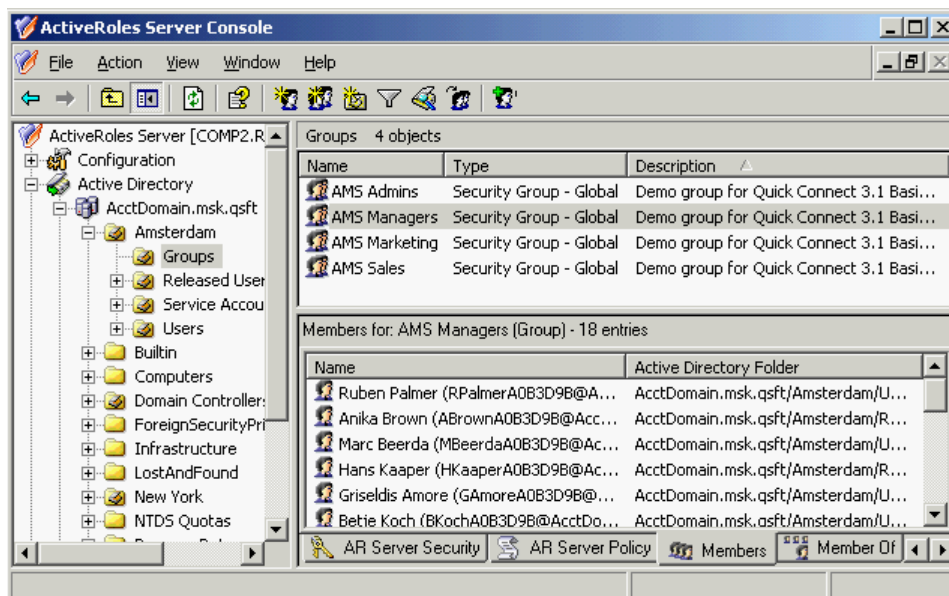 ActiveRoles Server Console
File Action View Window Help
ActiveRoles Server [COMP2.R
Configuration
Active Directory
AcctDomain.msk.qsft
Amsterdam
Groups
Released User
Service Accou
Users
Builtin
Computers
Domain Controller
ForeignSecurityPri
Infrastructure
LostAndFound
New York
NTDS Quotas
Groups 4 objects
Name Type Description
AMS Admins Security Group - Global Demo group for Quick Connect 3.1 Basi...
AMS Managers Security Group - Global Demo group for Quick Connect 3.1 Basi...
AMS Marketing Security Group - Global Demo group for Quick Connect 3.1 Basi...
AMS Sales Security Group - Global Demo group for Quick Connect 3.1 Basi...
Members for: AMS Managers (Group) - 18 entries
Name Active Directory Folder
Ruben Palmer (RPalmerA0B3D9B@A... AcctDomain.msk.qsft/Amsterdam/U...
Anika Brown (ABrownA0B3D9B@Acc... AcctDomain.msk.qsft/Amsterdam/R...
Marc Beerda (MBeerdaA0B3D9B@Ac... AcctDomain.msk.qsft/Amsterdam/U...
Hans Kaaper (HKaaperA0B3D9B@Ac... AcctDomain.msk.qsft/Amsterdam/R...
Griseldis Amore (GAmoreA0B3D9B@... AcctDomain.msk.qsft/Amsterdam/U...
Betie Koch (BKochA0B3D9B@AcctDo... AcctDomain.msk.qsft/Amsterdam/U...
AR Server Security AR Server Policy Members Member Of